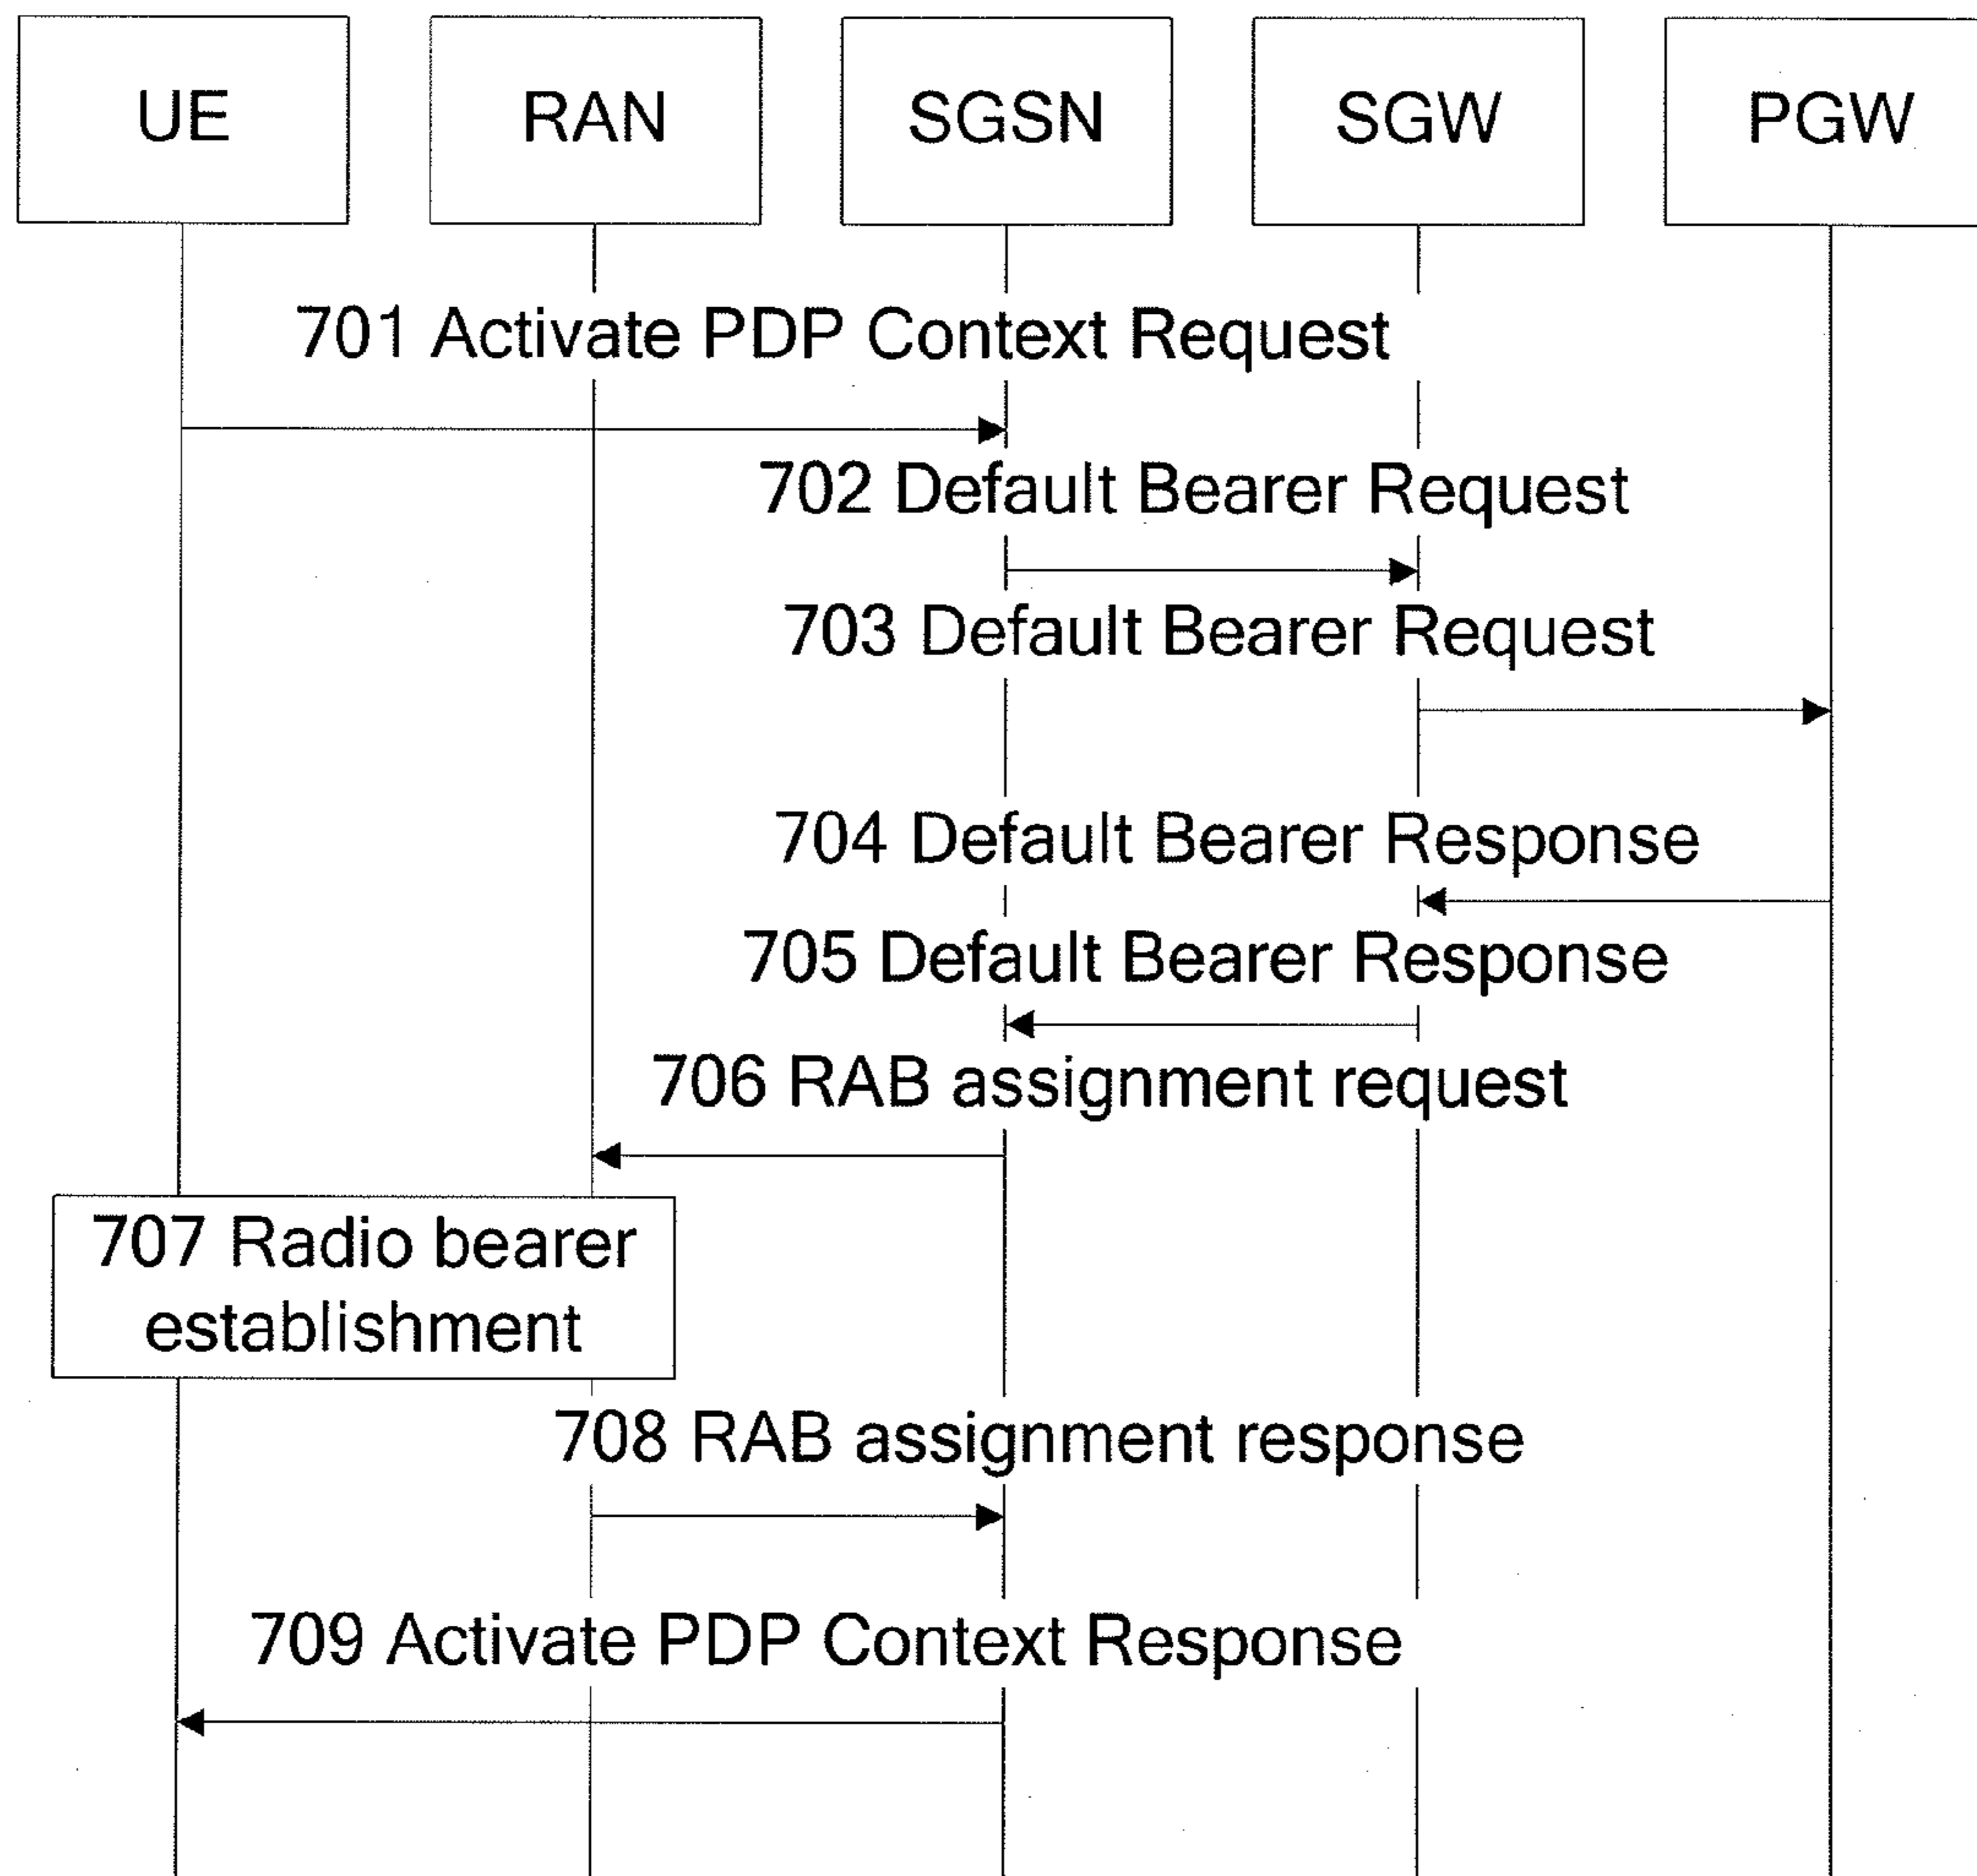 UE
RAN
SGSN
SGW
PGW
701 Activate PDP Context Request
702 Default Bearer Request
703 Default Bearer Request
704 Default Bearer Response
705 Default Bearer Response
706 RAB assignment request
707 Radio bearer
establishment
708 RAB assignment response
709 Activate PDP Context Response